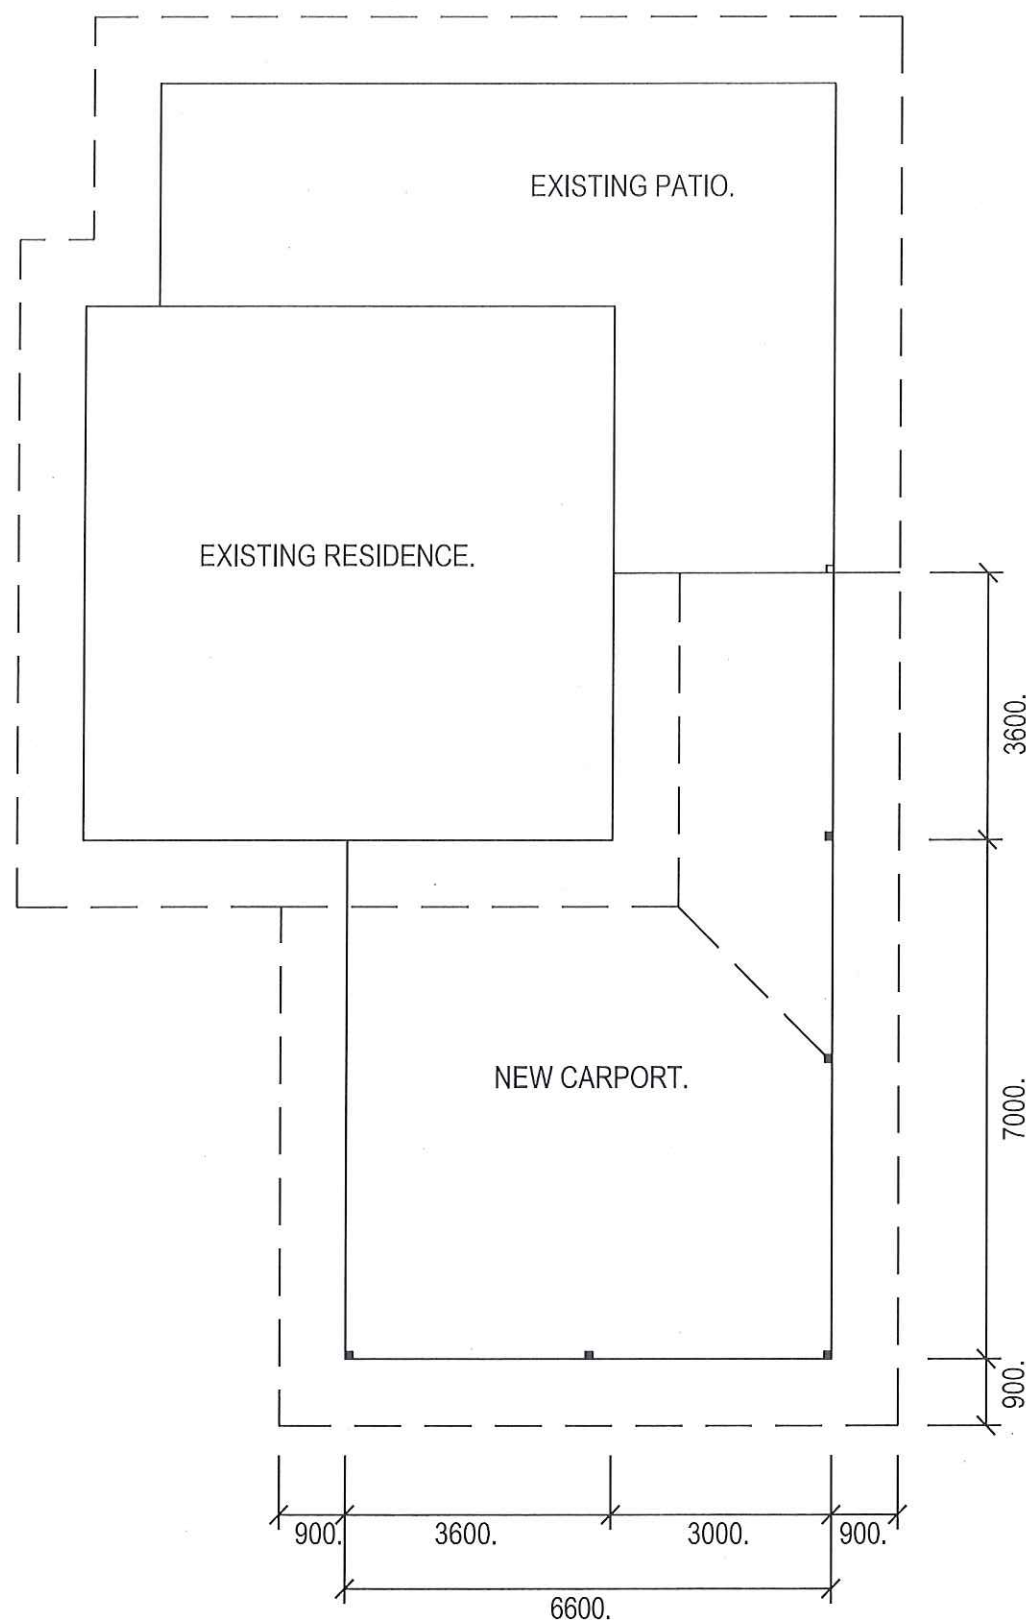 EXISTING PATIO.
EXISTING RESIDENCE.
3600.
NEW CARPORT.
7000.
900.
900.
3600.
3000.
900.
6600.